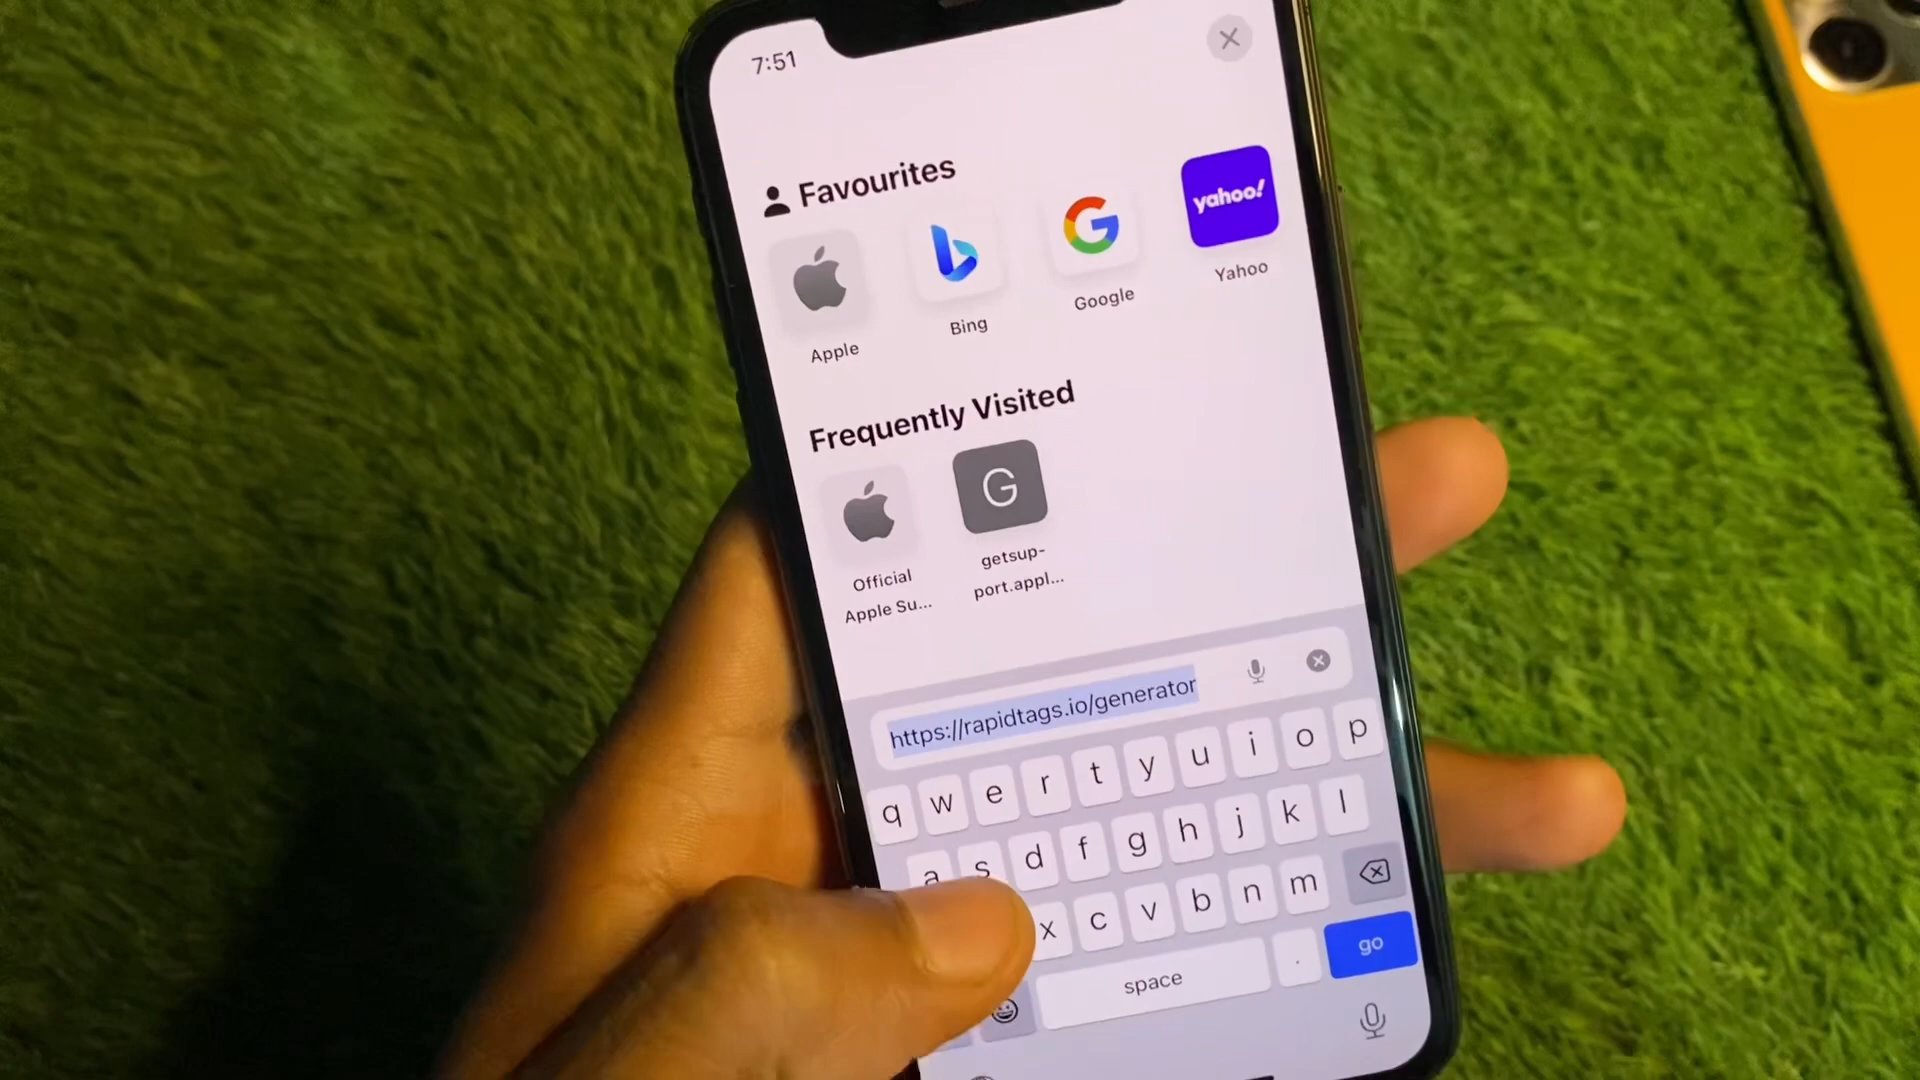 7:51
Favourites
yahoo!
Apple
Bing
Google
Yahoo
Frequently Visited
G
Official
Apple Su...
getsup-
port.appl...
https://rapidtags.io/generator
q w e r t y u i o p
a s d f g h j k l
x c v b n m
space . go